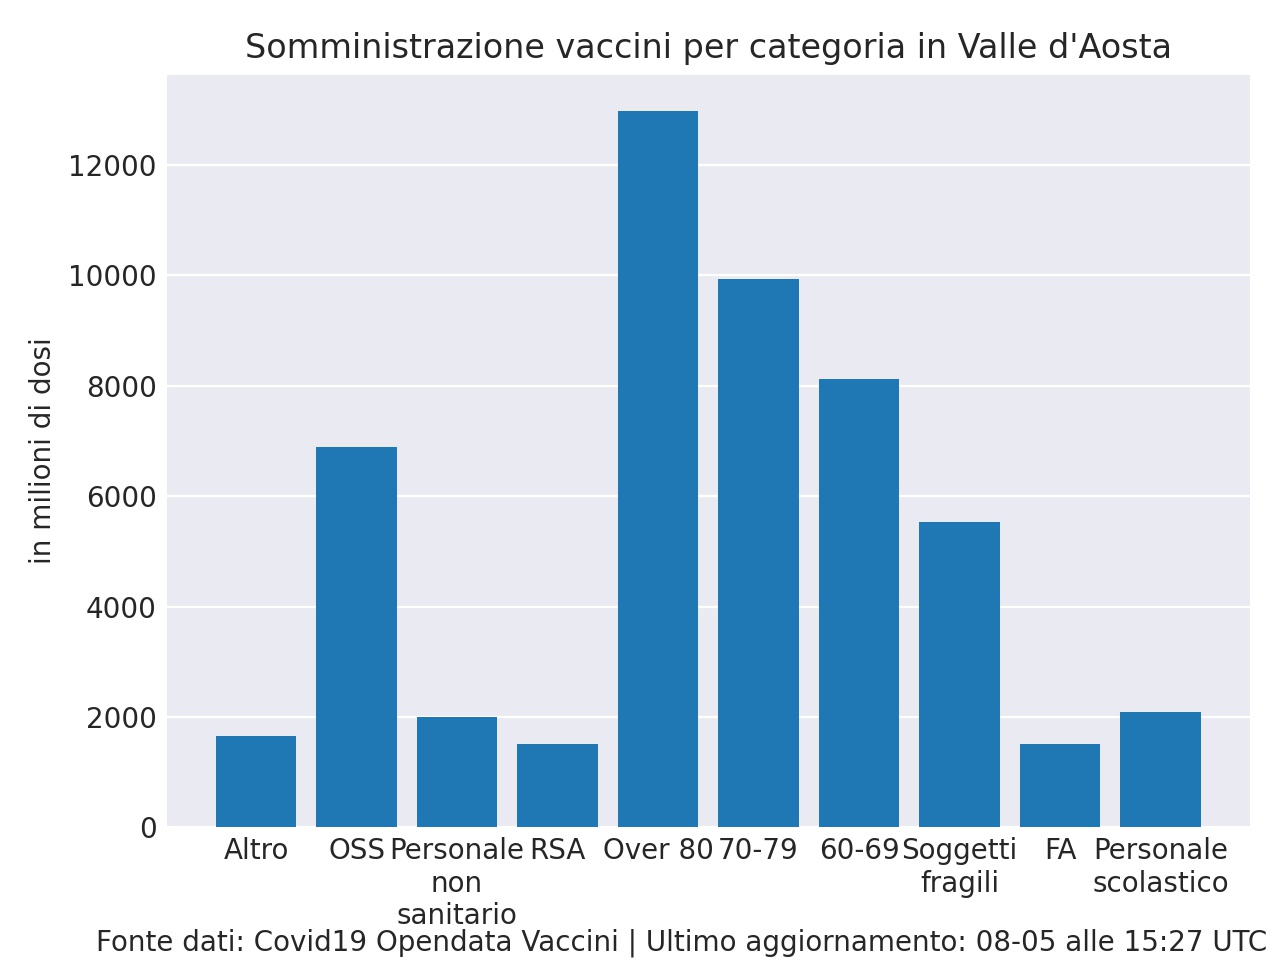 Somministrazione vaccini per categoria in Valle d'Aosta
in milioni di dosi
12000
10000
8000
6000
4000
2000
0
Altro
OSS
Personale
non
sanitario
RSA
Over 80
70-79
60-69
Soggetti
fragili
FA
Personale
scolastico
Fonte dati: Covid19 Opendata Vaccini | Ultimo aggiornamento: 08-05 alle 15:27 UTC